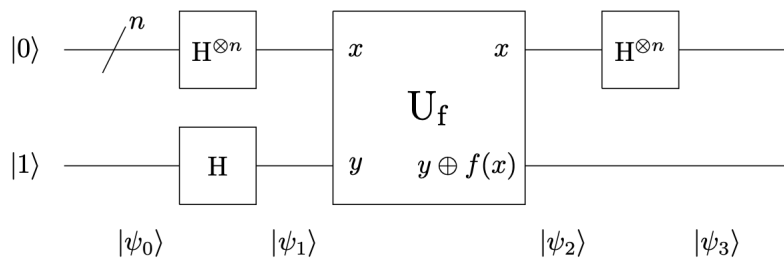 n
|0⟩ H⊗n x x H⊗n
U_f
|1⟩ H y y ⊕ f(x)
|ψ₀⟩ |ψ₁⟩ |ψ₂⟩ |ψ₃⟩